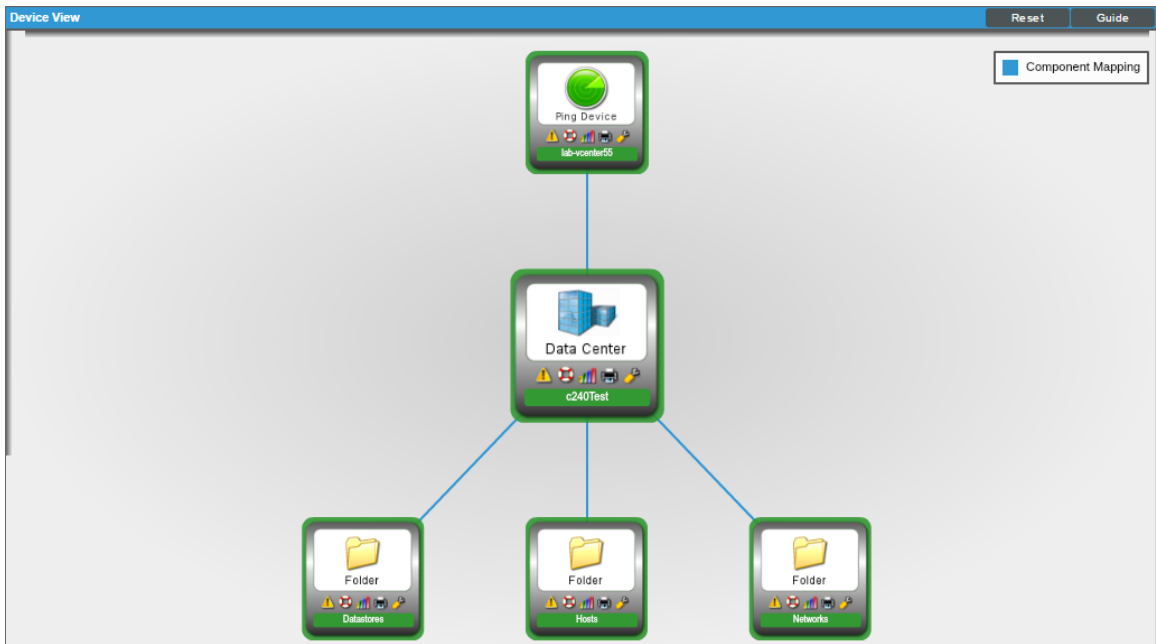 Device View
Reset
Guide
Component Mapping
Ping Device
lab-vcenter55
Data Center
c240Test
Folder
Datastores
Folder
Hosts
Folder
Networks